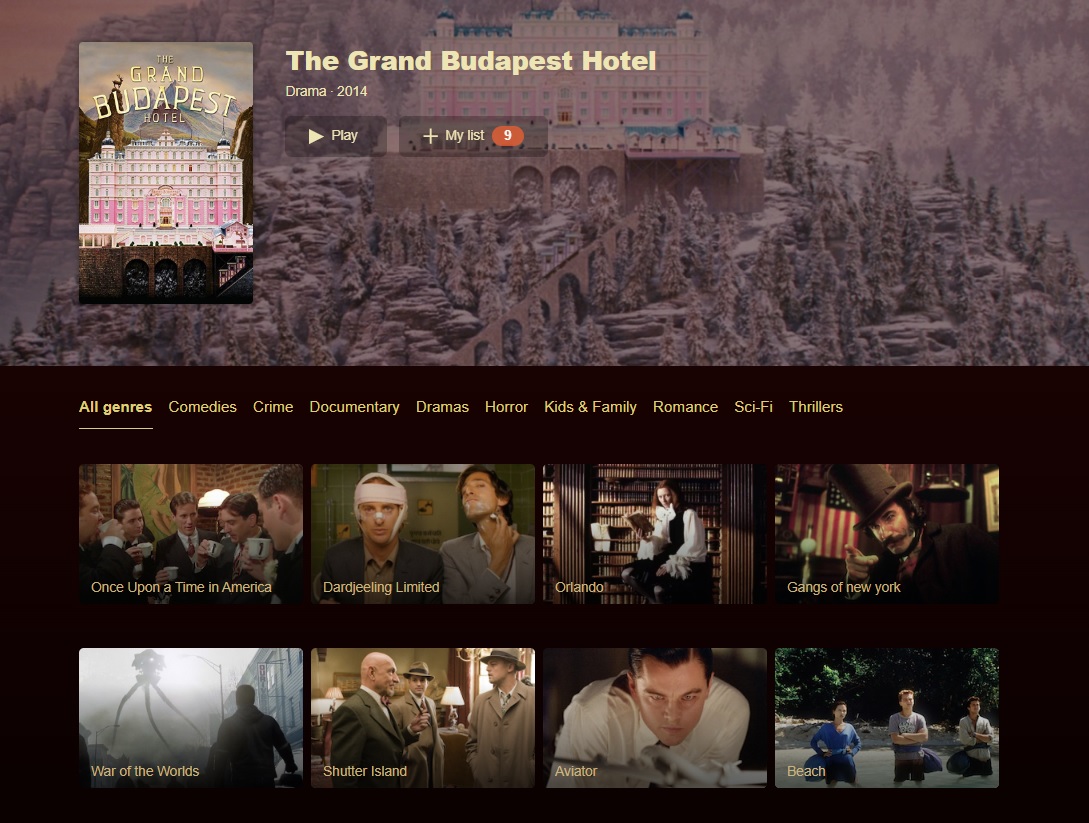 THE
GRAND
BUDAPEST
HOTEL
The Grand Budapest Hotel
Drama · 2014
Play
My list 9
All genres Comedies Crime Documentary Dramas Horror Kids & Family Romance Sci-Fi Thrillers
Once Upon a Time in America
Dardjeeling Limited
Orlando
Gangs of new york
War of the Worlds
Shutter Island
Aviator
Beach